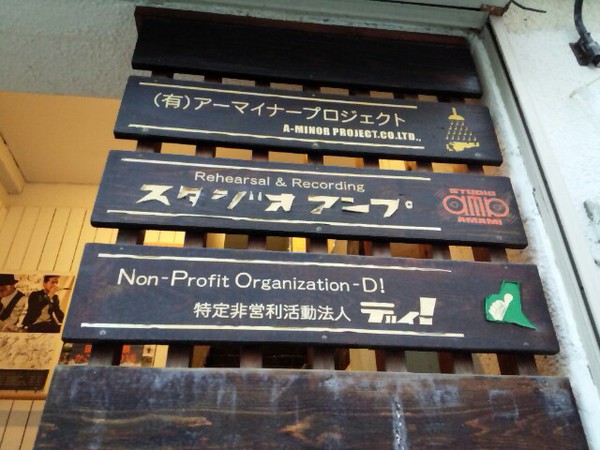 (有)アーマイナープロジェクト
A-MINOR PROJECT.CO.LTD.,
Rehearsal & Recording
スタジオアンプ
STUDIO
amp
AMAMI
Non-Profit Organization-D!
特定非営利活動法人 ディ!